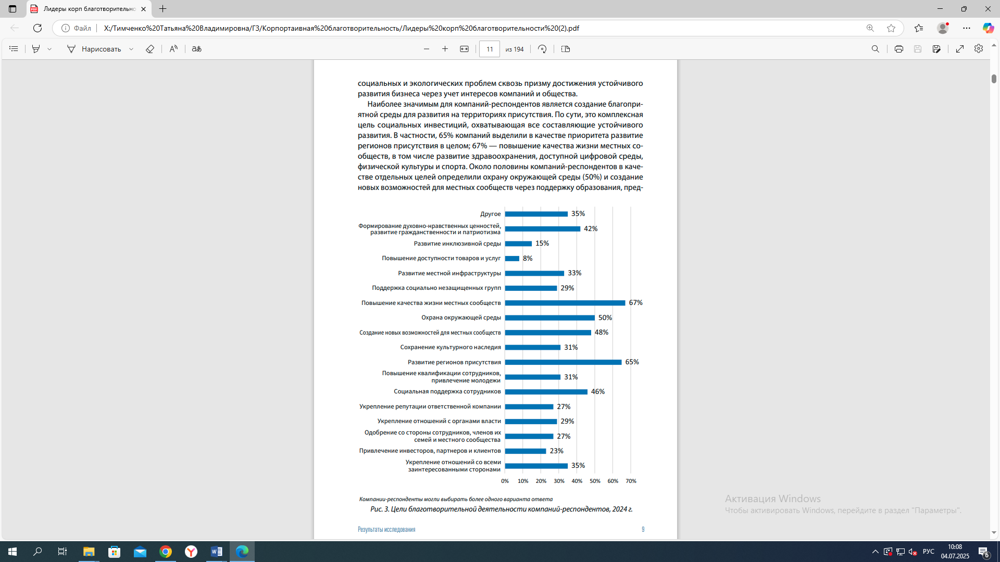 Лидеры корп благотворительно
Файл
X:/Тимченко%20Татьяна%20Владимировна/ГЗ/Корпортаивная%20благотворительность/Лидеры%20корп%20благотворительности%20(2).pdf
Нарисовать
аあ
11
из 194
социальных и экологических проблем сквозь призму достижения устойчивого
развития бизнеса через учет интересов компаний и общества.
Наиболее значимым для компаний-респондентов является создание благопри-
ятной среды для развития на территориях присутствия. По сути, это комплексная
цель социальных инвестиций, охватывающая все составляющие устойчивого
развития. В частности, 65% компаний выделили в качестве приоритета развитие
регионов присутствия в целом; 67% — повышение качества жизни местных со-
обществ, в том числе развитие здравоохранения, доступной цифровой среды,
физической культуры и спорта. Около половины компаний-респондентов в каче-
стве отдельных целей определили охрану окружающей среды (50%) и создание
новых возможностей для местных сообществ через поддержку образования, пред-
Другое 35%
Формирование духовно-нравственных ценностей,
развитие гражданственности и патриотизма 42%
Развитие инклюзивной среды 15%
Повышение доступности товаров и услуг 8%
Развитие местной инфраструктуры 33%
Поддержка социально незащищенных групп 29%
Повышение качества жизни местных сообществ 67%
Охрана окружающей среды 50%
Создание новых возможностей для местных сообществ 48%
Сохранение культурного наследия 31%
Развитие регионов присутствия 65%
Повышение квалификации сотрудников,
привлечение молодежи 31%
Социальная поддержка сотрудников 46%
Укрепление репутации ответственной компании 27%
Укрепление отношений с органами власти 29%
Одобрение со стороны сотрудников, членов их
семей и местного сообщества 27%
Привлечение инвесторов, партнеров и клиентов 23%
Укрепление отношений со всеми
заинтересованными сторонами 35%
0% 10% 20% 30% 40% 50% 60% 70%
Компании-респонденты могли выбирать более одного варианта ответа
Рис. 3. Цели благотворительной деятельности компаний-респондентов, 2024 г.
Результаты исследования 9
Активация Windows
Чтобы активировать Windows, перейдите в раздел "Параметры".
РУС
10:08
04.07.2025
6